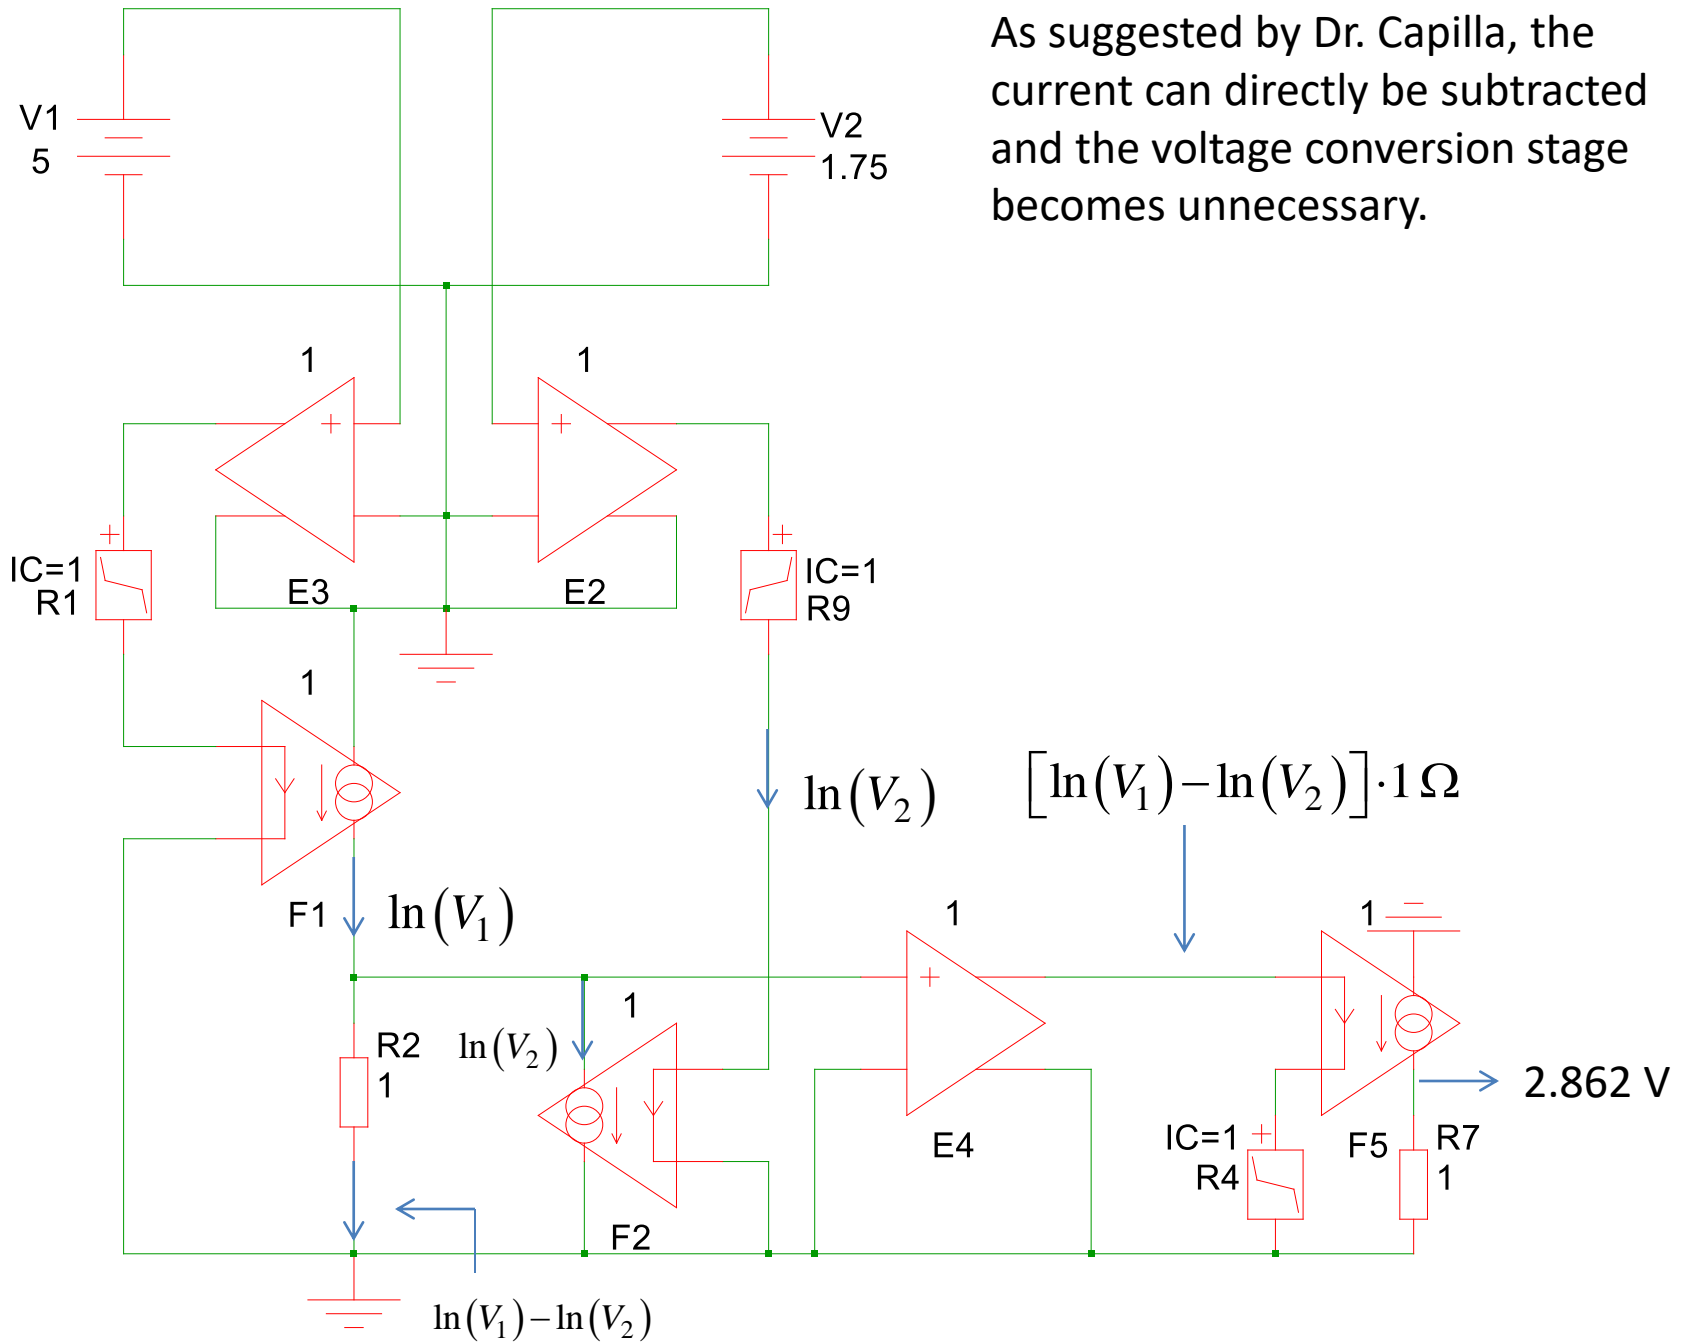 As suggested by Dr. Capilla, the
current can directly be subtracted
and the voltage conversion stage
becomes unnecessary.
V1
5
V2
1.75
1
1
+
+
E3
E2
+
IC=1
R1
+
IC=1
R9
1
F1
ln(V₁)
ln(V₂)
[ln(V₁)−ln(V₂)]·1 Ω
R2
1
ln(V₂)
1
F2
1
+
E4
1
2.862 V
IC=1 +
R4
F5
R7
1
ln(V₁)−ln(V₂)